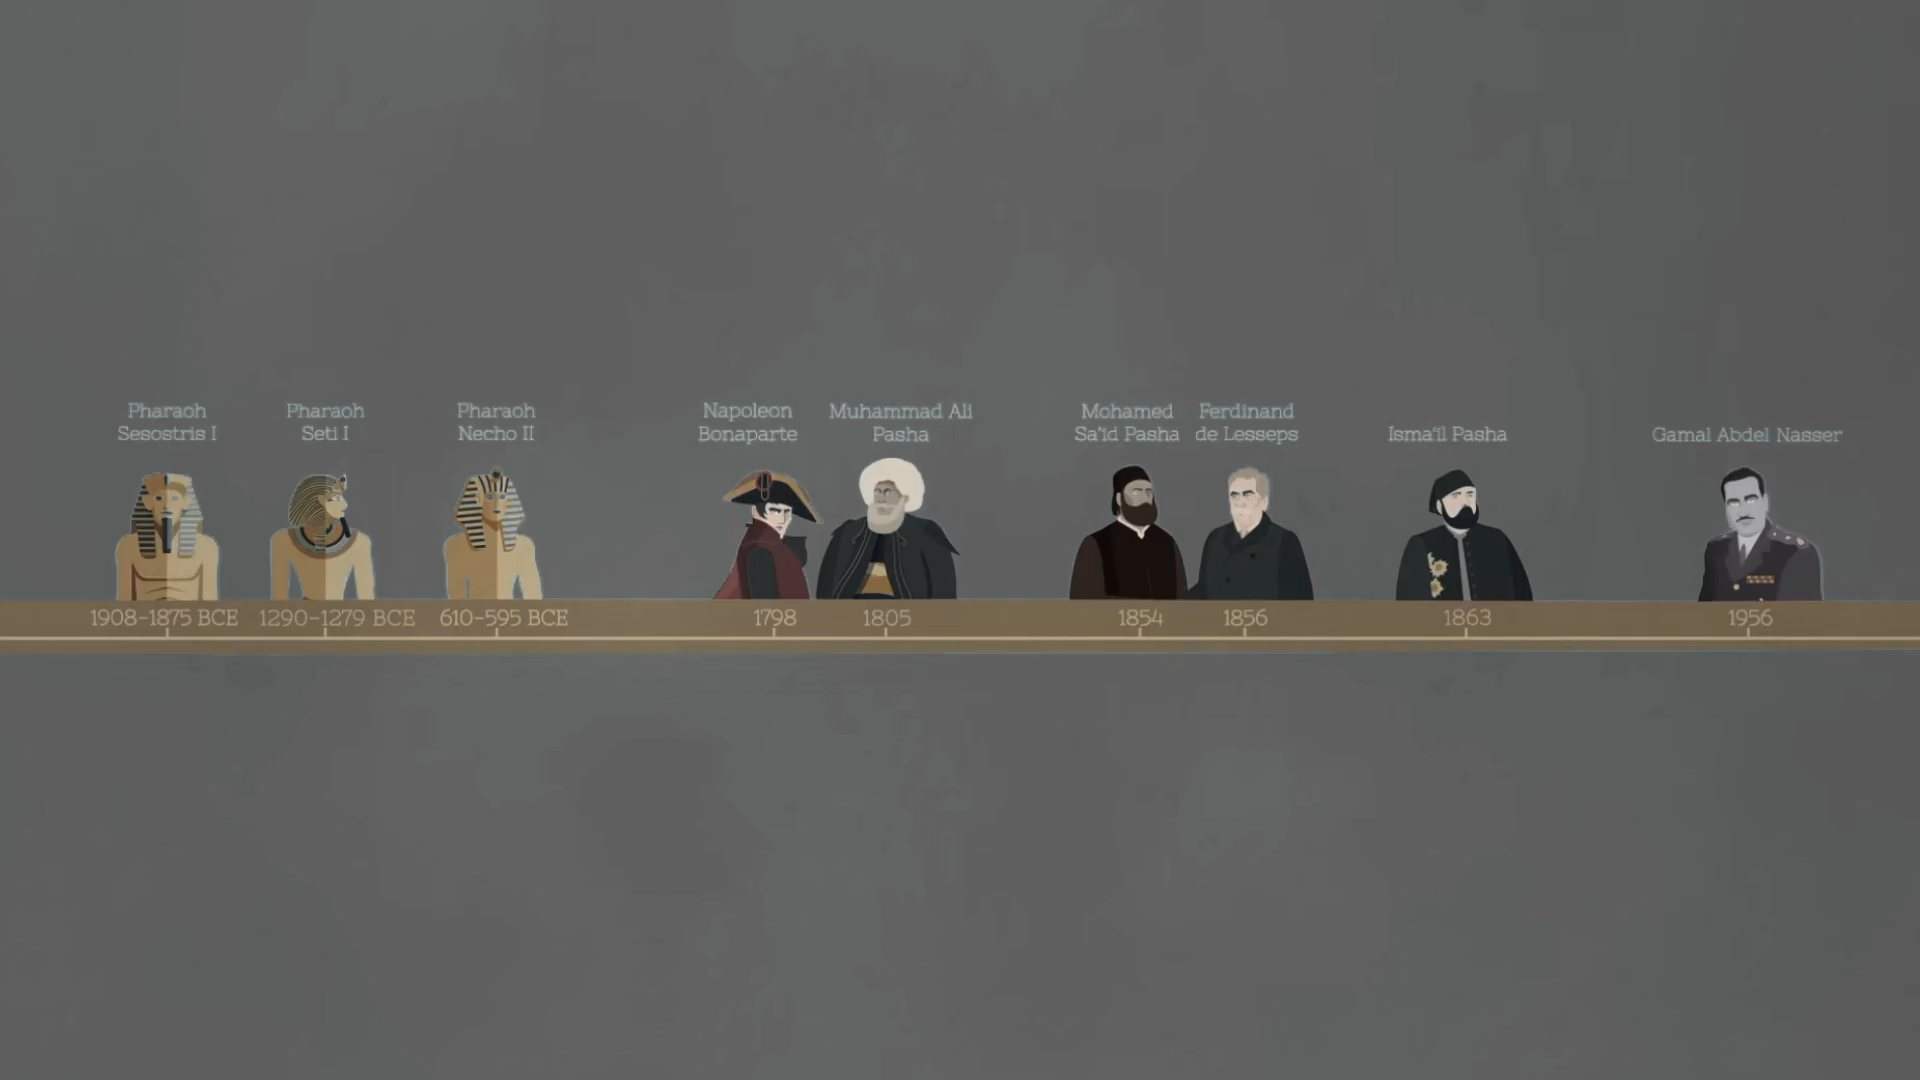 Pharaoh
Sesostris I
Pharaoh
Seti I
Pharaoh
Necho II
Napoleon
Bonaparte
Muhammad Ali
Pasha
Mohamed
Sa'id Pasha
Ferdinand
de Lesseps
Isma'il Pasha
Gamal Abdel Nasser
1908-1875 BCE
1290-1279 BCE
610-595 BCE
1798
1805
1854
1856
1863
1956